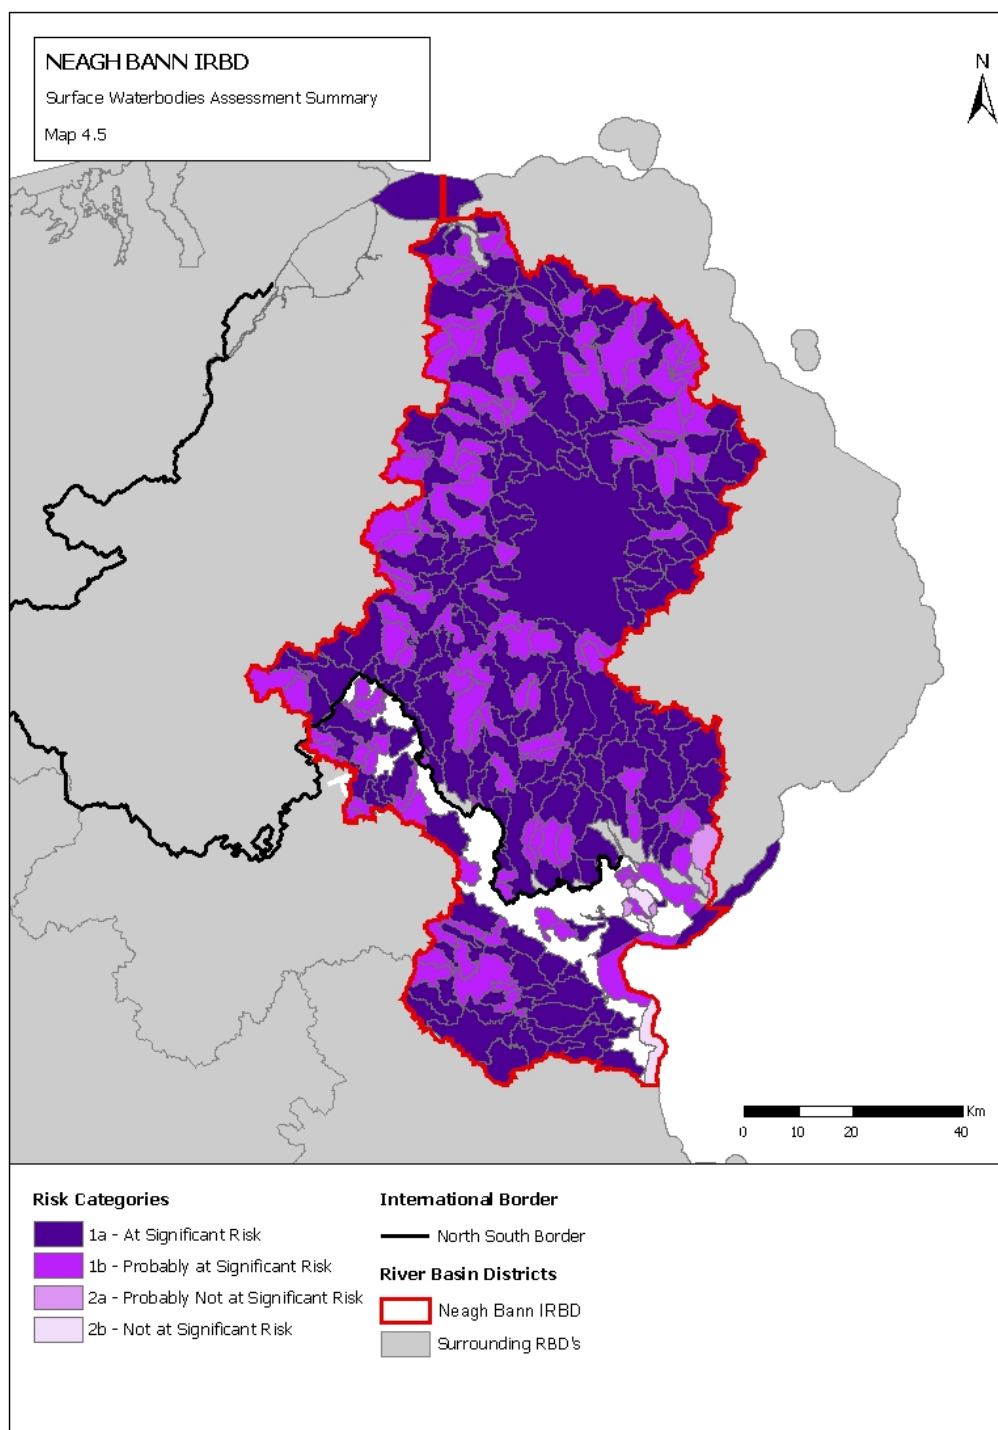 NEAGH BANN IRBD
Surface Waterbodies Assessment Summary
Map 4.5
N
Km
0 10 20 40
Risk Categories
1a - At Significant Risk
1b - Probably at Significant Risk
2a - Probably Not at Significant Risk
2b - Not at Significant Risk
International Border
North South Border
River Basin Districts
Neagh Bann IRBD
Surrounding RBD's